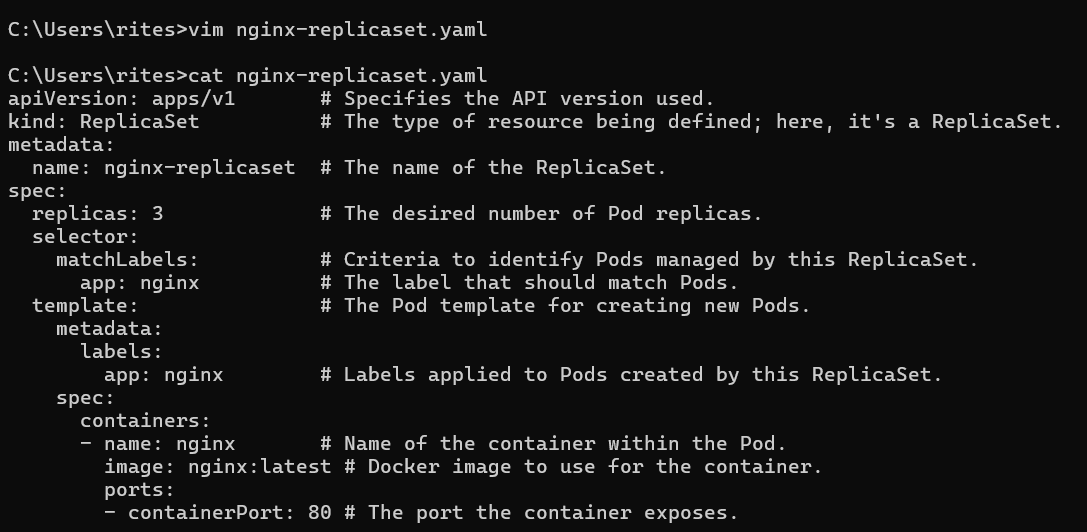 C:\Users\rites>vim nginx-replicaset.yaml
C:\Users\rites>cat nginx-replicaset.yaml
apiVersion: apps/v1       # Specifies the API version used.
kind: ReplicaSet          # The type of resource being defined; here, it's a ReplicaSet.
metadata:
  name: nginx-replicaset  # The name of the ReplicaSet.
spec:
  replicas: 3             # The desired number of Pod replicas.
  selector:
    matchLabels:          # Criteria to identify Pods managed by this ReplicaSet.
      app: nginx          # The label that should match Pods.
  template:               # The Pod template for creating new Pods.
    metadata:
      labels:
        app: nginx        # Labels applied to Pods created by this ReplicaSet.
    spec:
      containers:
      - name: nginx       # Name of the container within the Pod.
        image: nginx:latest # Docker image to use for the container.
        ports:
        - containerPort: 80 # The port the container exposes.